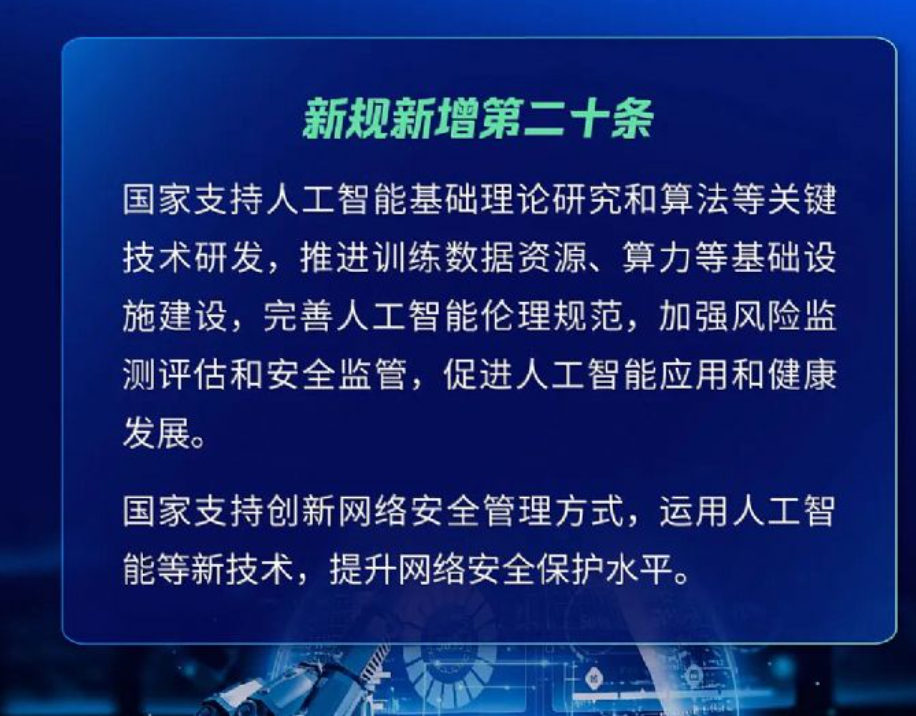 新规新增第二十条
国家支持人工智能基础理论研究和算法等关键
技术研发，推进训练数据资源、算力等基础设
施建设，完善人工智能伦理规范，加强风险监
测评估和安全监管，促进人工智能应用和健康
发展。
国家支持创新网络安全管理方式，运用人工智
能等新技术，提升网络安全保护水平。